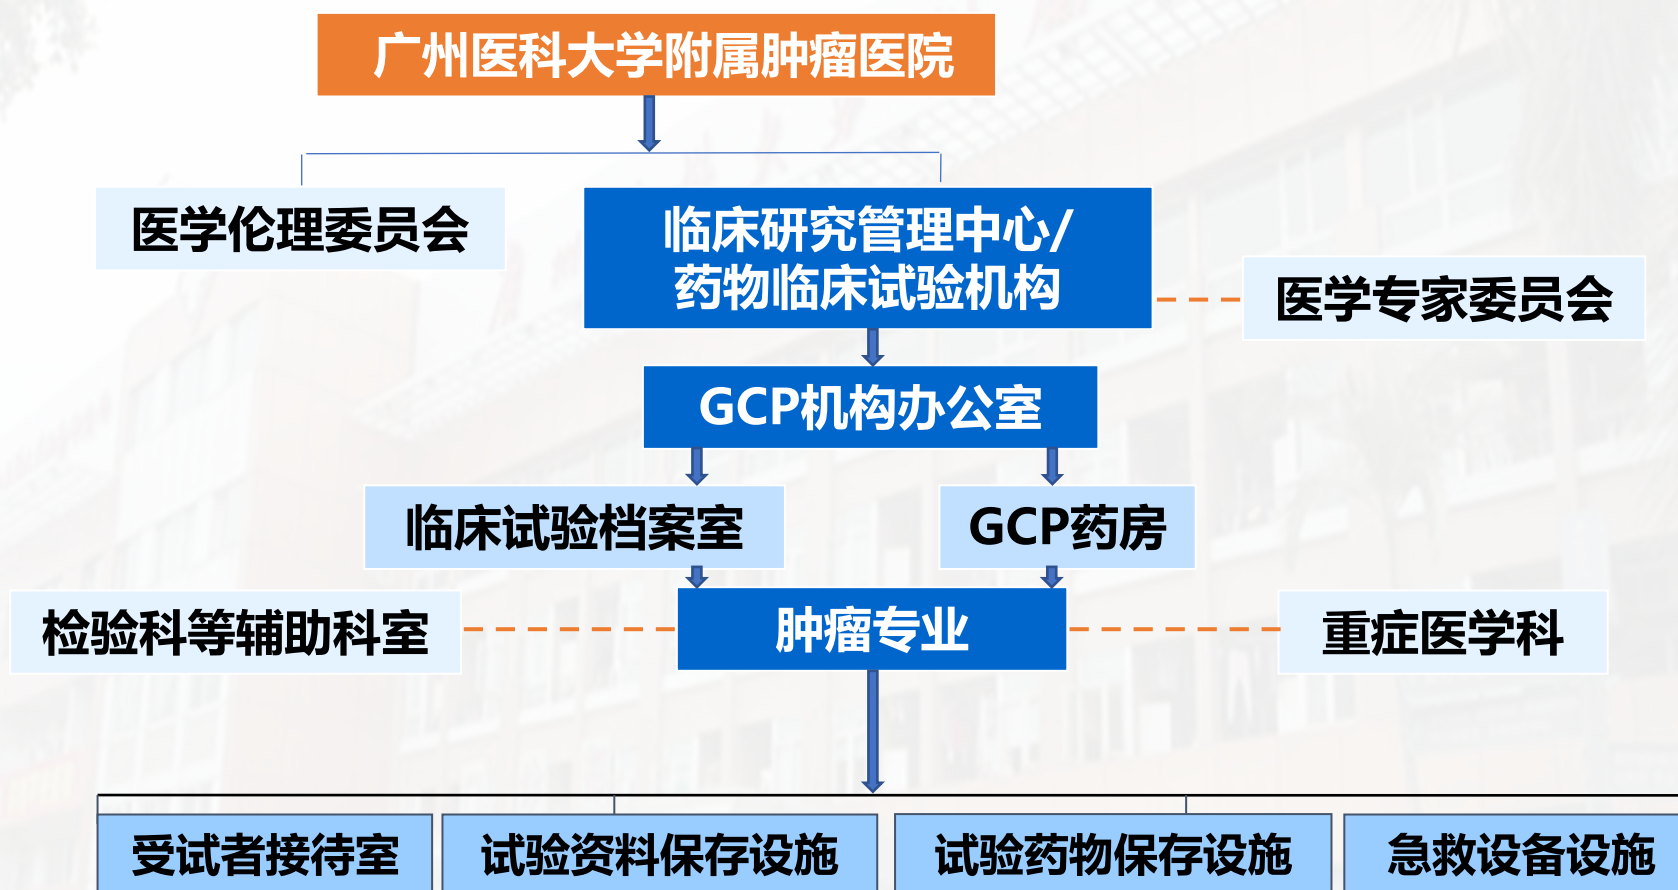 广州医科大学附属肿瘤医院
医学伦理委员会
临床研究管理中心/
药物临床试验机构
医学专家委员会
GCP机构办公室
临床试验档案室
GCP药房
检验科等辅助科室
肿瘤专业
重症医学科
受试者接待室
试验资料保存设施
试验药物保存设施
急救设备设施